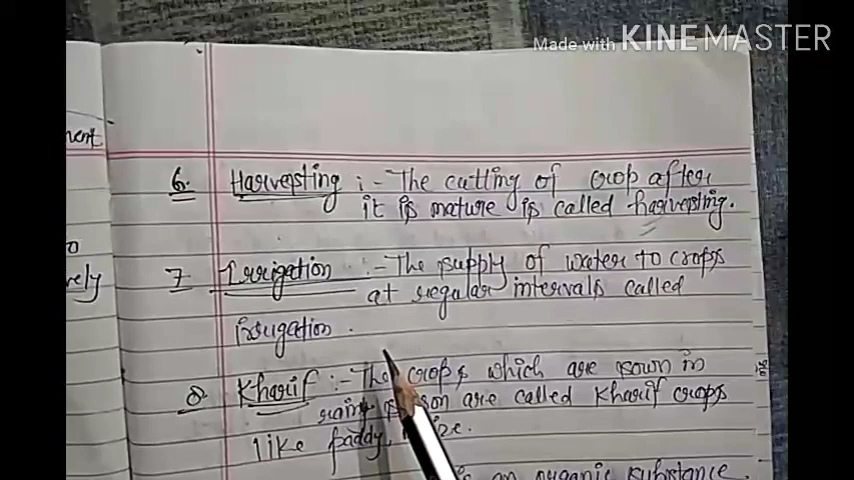 Made with KINEMASTER
ment
6. Harvesting :- The cutting of crop after
it is mature is called harvesting.
rely
7 Irrigation :- The supply of water to crops
at regular intervals called
irrigation.
8 Kharif :- The crops which are sown in
are called Kharif crops
like paddy,
an organic substance.